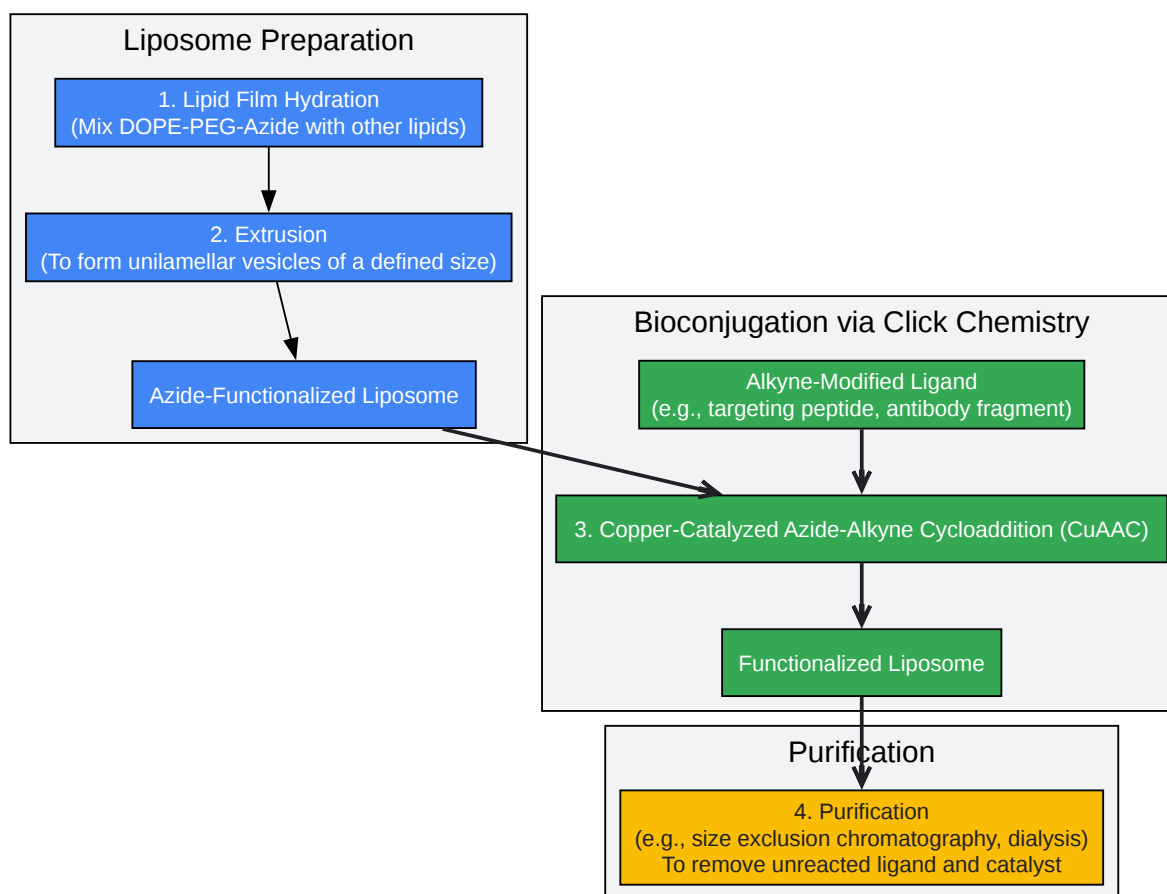 Liposome Preparation
1. Lipid Film Hydration
(Mix DOPE-PEG-Azide with other lipids)
2. Extrusion
(To form unilamellar vesicles of a defined size)
Azide-Functionalized Liposome
Bioconjugation via Click Chemistry
Alkyne-Modified Ligand
(e.g., targeting peptide, antibody fragment)
3. Copper-Catalyzed Azide-Alkyne Cycloaddition (CuAAC)
Functionalized Liposome
Purification
4. Purification
(e.g., size exclusion chromatography, dialysis)
To remove unreacted ligand and catalyst